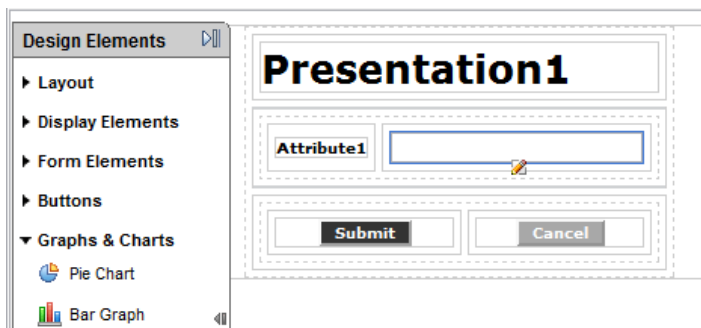 Design Elements
Layout
Display Elements
Form Elements
Buttons
Graphs & Charts
Pie Chart
Bar Graph
Presentation1
Attribute1
Submit
Cancel